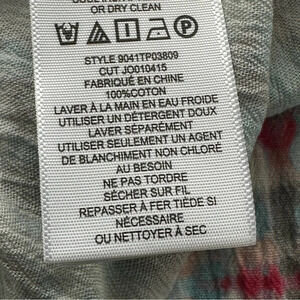 OR DRY CLEAN
STYLE 9041TP03809
CUT JO010415
FABRIQUÉ EN CHINE
100%COTON
LAVER À LA MAIN EN EAU FROIDE
UTILISER UN DÉTERGENT DOUX
LAVER SÉPARÉMENT
UTILISER SEULEMENT UN AGENT
DE BLANCHIMENT NON CHLORÉ
AU BESOIN
NE PAS TORDRE
SÉCHER SUR FIL
REPASSER À FER TIÈDE SI
NÉCESSAIRE
OU NETTOYER À SEC